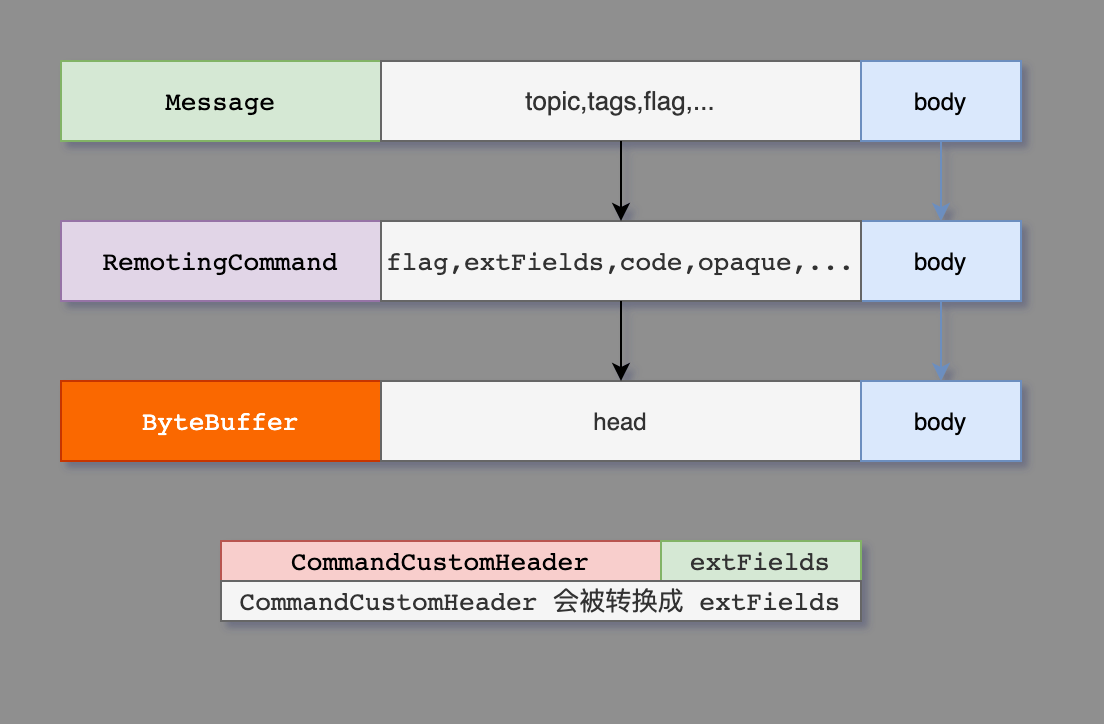 Message
topic,tags,flag,...
body
RemotingCommand
flag,extFields,code,opaque,...
body
ByteBuffer
head
body
CommandCustomHeader
extFields
CommandCustomHeader 会被转换成 extFields